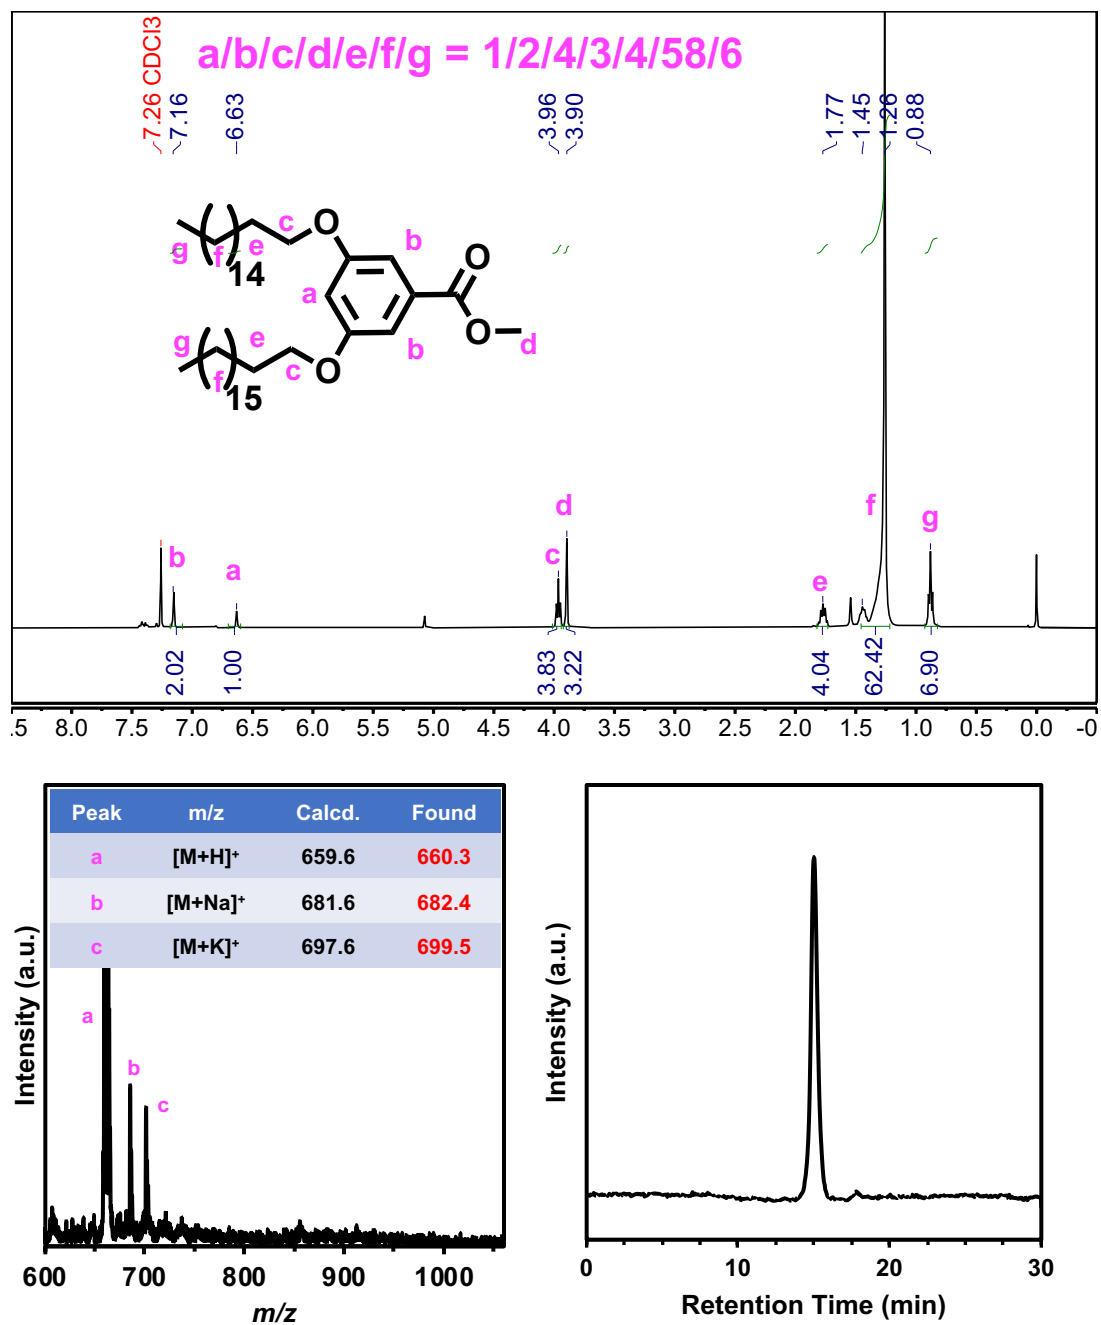 a/b/c/d/e/f/g = 1/2/4/3/4/58/6
7.26 CDCl3
7.16
6.63
3.96
3.90
1.77
1.45
1.26
0.88
g
f
14
e
c
O
b
a
O
O
d
g
f
15
e
c
O
b
b
a
c
d
e
f
g
2.02
1.00
3.83
3.22
4.04
62.42
6.90
.5 8.0 7.5 7.0 6.5 6.0 5.5 5.0 4.5 4.0 3.5 3.0 2.5 2.0 1.5 1.0 0.5 0.0 -0
Peak m/z Calcd. Found
a [M+H]+ 659.6 660.3
b [M+Na]+ 681.6 682.4
c [M+K]+ 697.6 699.5
a
b
c
Intensity (a.u.)
600 700 800 900 1000
m/z
Intensity (a.u.)
0 10 20 30
Retention Time (min)